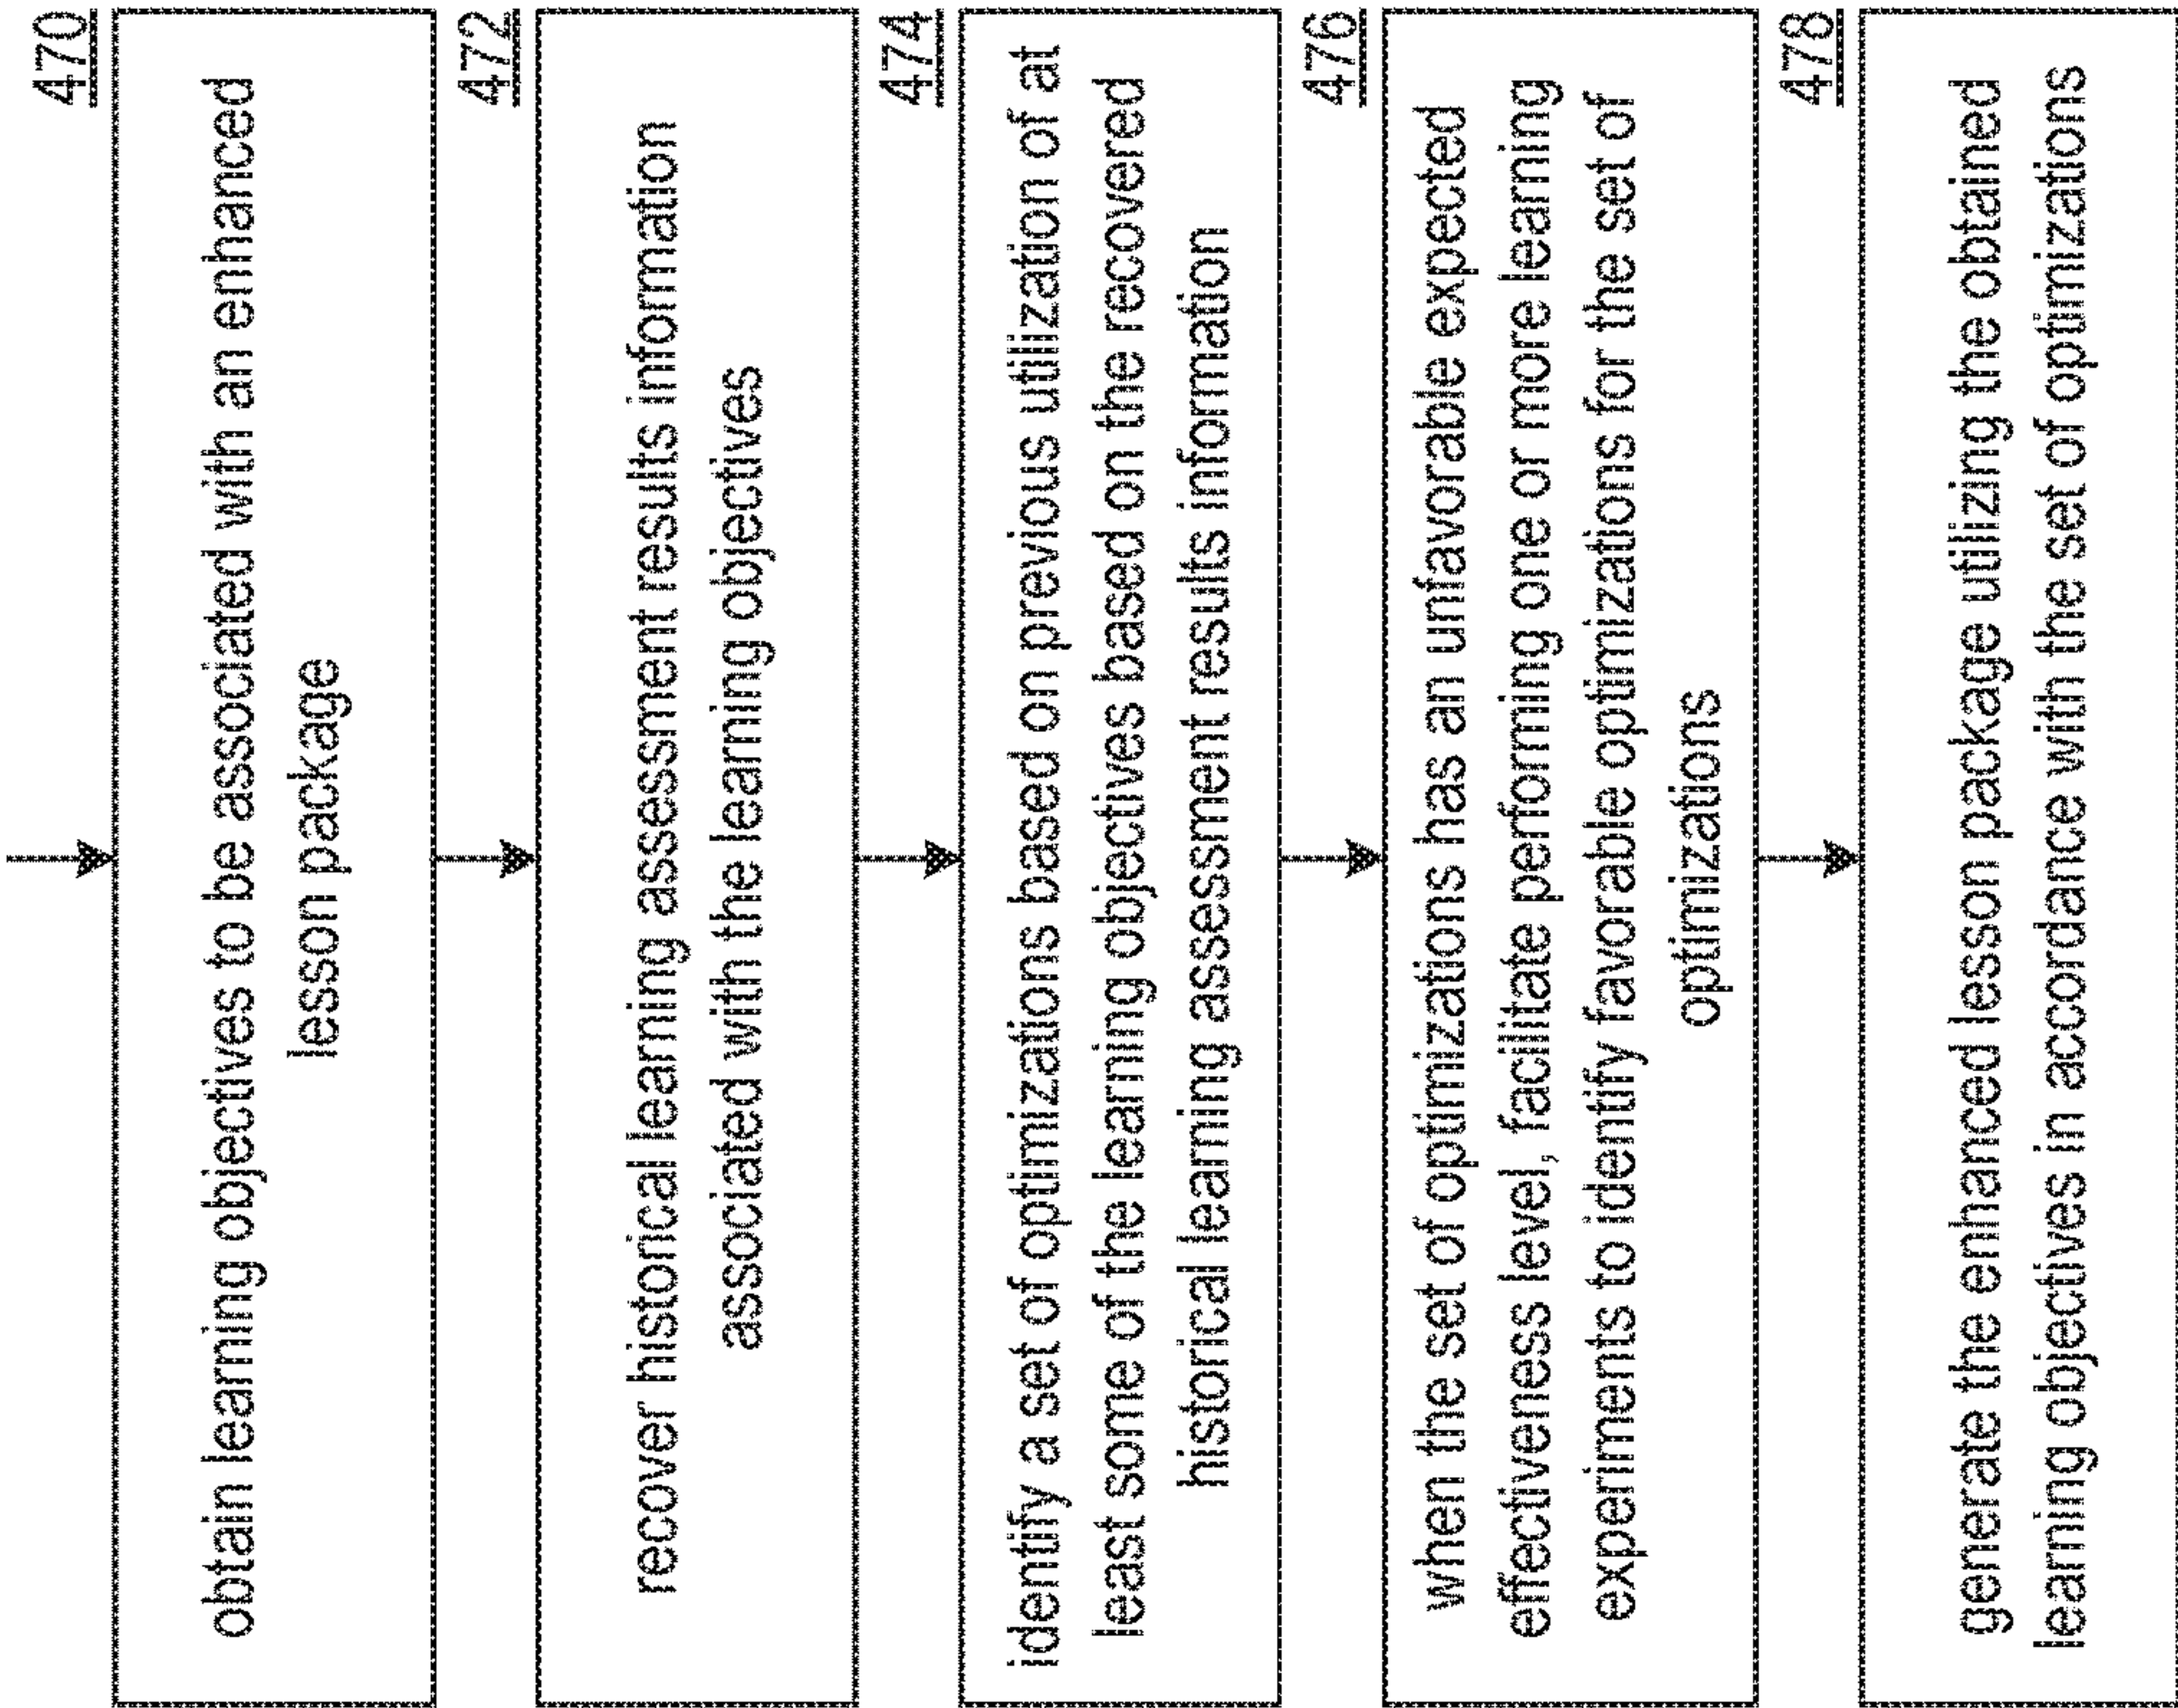 470
obtain learning objectives to be associated with an enhanced
lesson package
472
recover historical learning assessment results information
associated with the learning objectives
474
identify a set of optimizations based on previous utilization of at
least some of the learning objectives based on the recovered
historical learning assessment results information
476
when the set of optimizations has an unfavorable expected
effectiveness level, facilitate performing one or more learning
experiments to identify favorable optimizations for the set of
optimizations
478
generate the enhanced lesson package utilizing the obtained
learning objectives in accordance with the set of optimizations